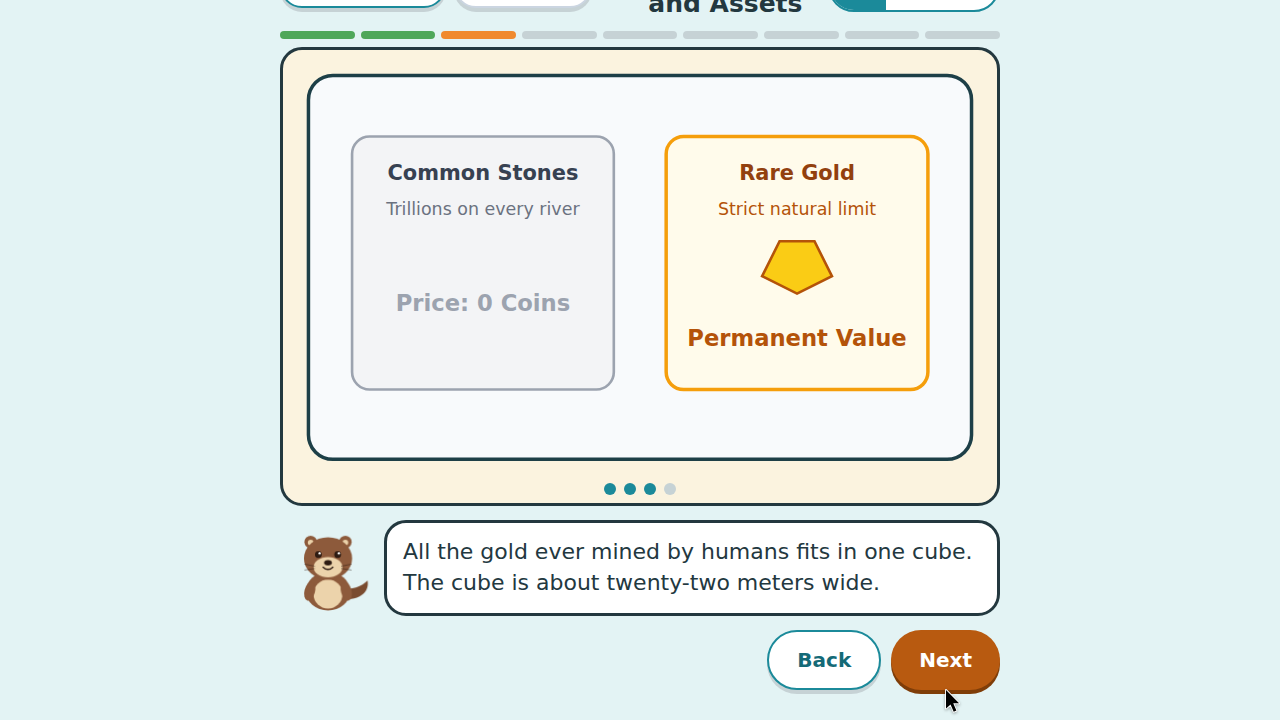 and Assets
Common Stones
Trillions on every river
Price: 0 Coins
Rare Gold
Strict natural limit
Permanent Value
All the gold ever mined by humans fits in one cube.
The cube is about twenty-two meters wide.
Back
Next